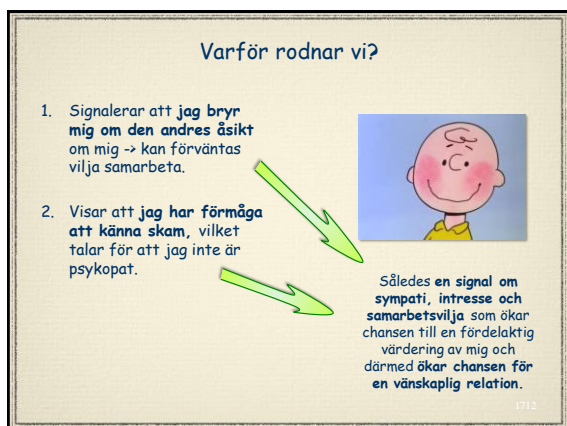 Varför rodnar vi?
1. Signalerar att jag bryr
mig om den andres åsikt
om mig -> kan förväntas
vilja samarbeta.
2. Visar att jag har förmåga
att känna skam, vilket
talar för att jag inte är
psykopat.
Således en signal om
sympati, intresse och
samarbetsvilja som ökar
chansen till en fördelaktig
värdering av mig och
därmed ökar chansen för
en vänskaplig relation.
1712